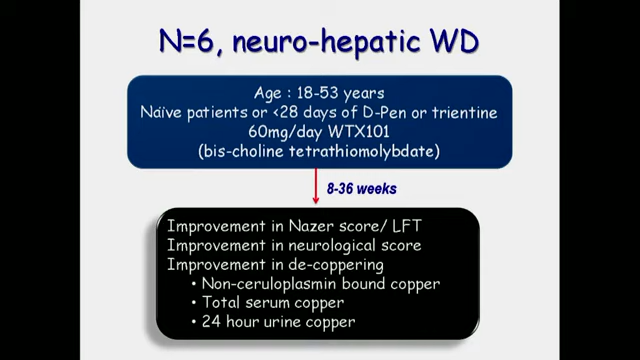 N=6, neuro-hepatic WD
Age : 18-53 years
Naïve patients or <28 days of D-Pen or trientine
60mg/day WTX101
(bis-choline tetrathiomolybdate)
8-36 weeks
Improvement in Nazer score/ LFT
Improvement in neurological score
Improvement in de-coppering
• Non-ceruloplasmin bound copper
• Total serum copper
• 24 hour urine copper